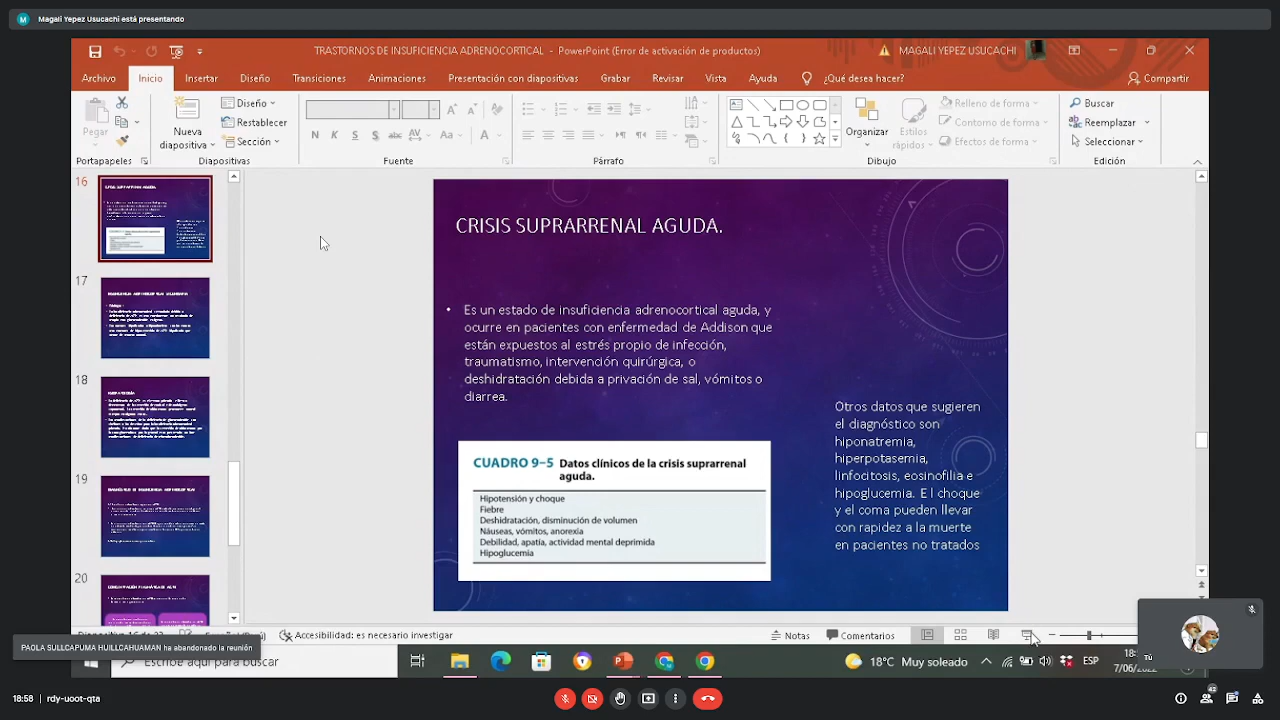 Magali Yepez Usucachi está presentando
TRASTORNOS DE INSUFICIENCIA ADRENOCORTICAL - PowerPoint (Error de activación de productos)
MAGALI YEPEZ USUCACHI
Archivo Inicio Insertar Diseño Transiciones Animaciones Presentación con diapositivas Grabar Revisar Vista Ayuda ¿Qué desea hacer? Compartir
Pegar
Nueva diapositiva
Diseño
Restablecer
Sección
N K S S abc AV Aa A
Organizar
Estilos rápidos
Relleno de forma
Contorno de forma
Efectos de forma
Buscar
Reemplazar
Seleccionar
Portapapeles Diapositivas Fuente Párrafo Dibujo Edición
16
17
18
19
20
CRISIS SUPRARRENAL AGUDA.
• Es un estado de insuficiencia adrenocortical aguda, y
ocurre en pacientes con enfermedad de Addison que
están expuestos al estrés propio de infección,
traumatismo, intervención quirúrgica, o
deshidratación debida a privación de sal, vómitos o
diarrea.
CUADRO 9–5 Datos clínicos de la crisis suprarrenal
aguda.
Hipotensión y choque
Fiebre
Deshidratación, disminución de volumen
Náuseas, vómitos, anorexia
Debilidad, apatía, actividad mental deprimida
Hipoglucemia
Otros datos que sugieren
el diagnóstico son
hiponatremia,
hiperpotasemia,
linfocitosis, eosinofilia e
hipoglucemia. E l choque
y el coma pueden llevar
con rapidez a la muerte
en pacientes no tratados
Accesibilidad: es necesario investigar
Notas Comentarios
PAOLA SULLCAPUMA HUILLCAHUAMAN ha abandonado la reunión
Escribe aquí para buscar
18°C Muy soleado
ESP
Tú
18:58 rdy-uoot-qta
42